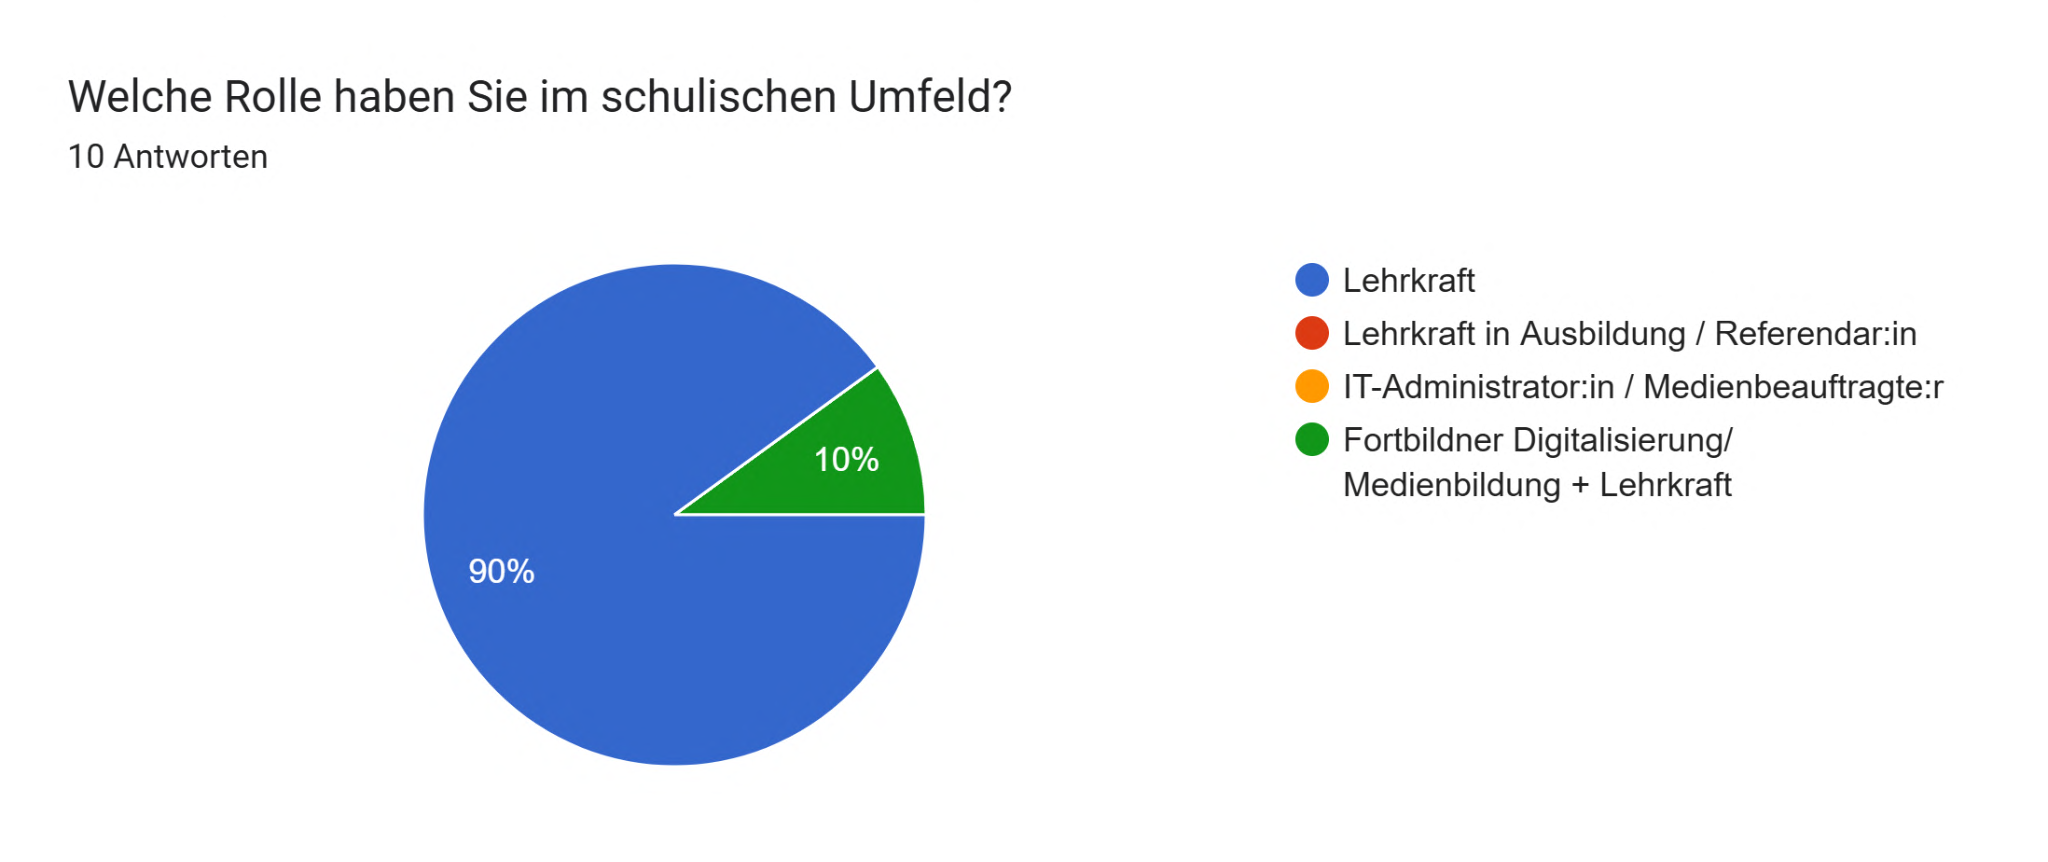 Welche Rolle haben Sie im schulischen Umfeld?
10 Antworten
90%
10%
Lehrkraft
Lehrkraft in Ausbildung / Referendar:in
IT-Administrator:in / Medienbeauftragte:r
Fortbildner Digitalisierung/
Medienbildung + Lehrkraft